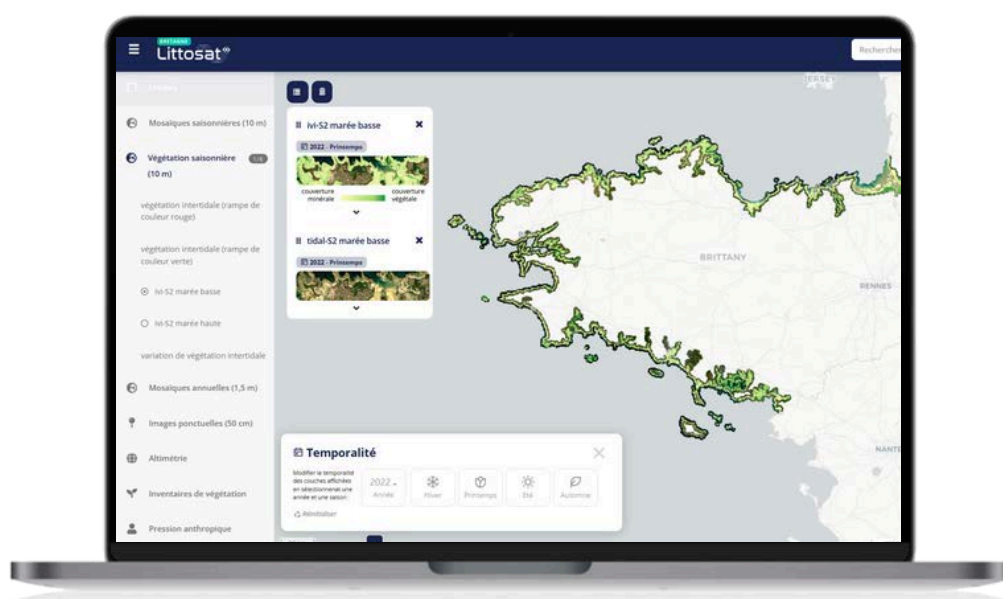 BRETAGNE
Littosat
Rechercher
Mosaïques saisonnières (10 m)
Végétation saisonnière
(10 m)
végétation intertidale (rampe de
couleur rouge)
végétation intertidale (rampe de
couleur verte)
ivi-S2 marée basse
ivi-S2 marée haute
variation de végétation intertidale
Mosaïques annuelles (1,5 m)
Images ponctuelles (50 cm)
Altimétrie
Inventaires de végétation
Pression anthropique
ivi-S2 marée basse
2022 - Printemps
couverture
minérale
couverture
végétale
tidal-S2 marée basse
2022 - Printemps
JERSEY
BRITTANY
RENNES
NANTE
Temporalité
Modifier la temporalité
des couches affichées
en sélectionnant une
année et une saison
Réinitialiser
2022
Année
Hiver
Printemps
Eté
Automne